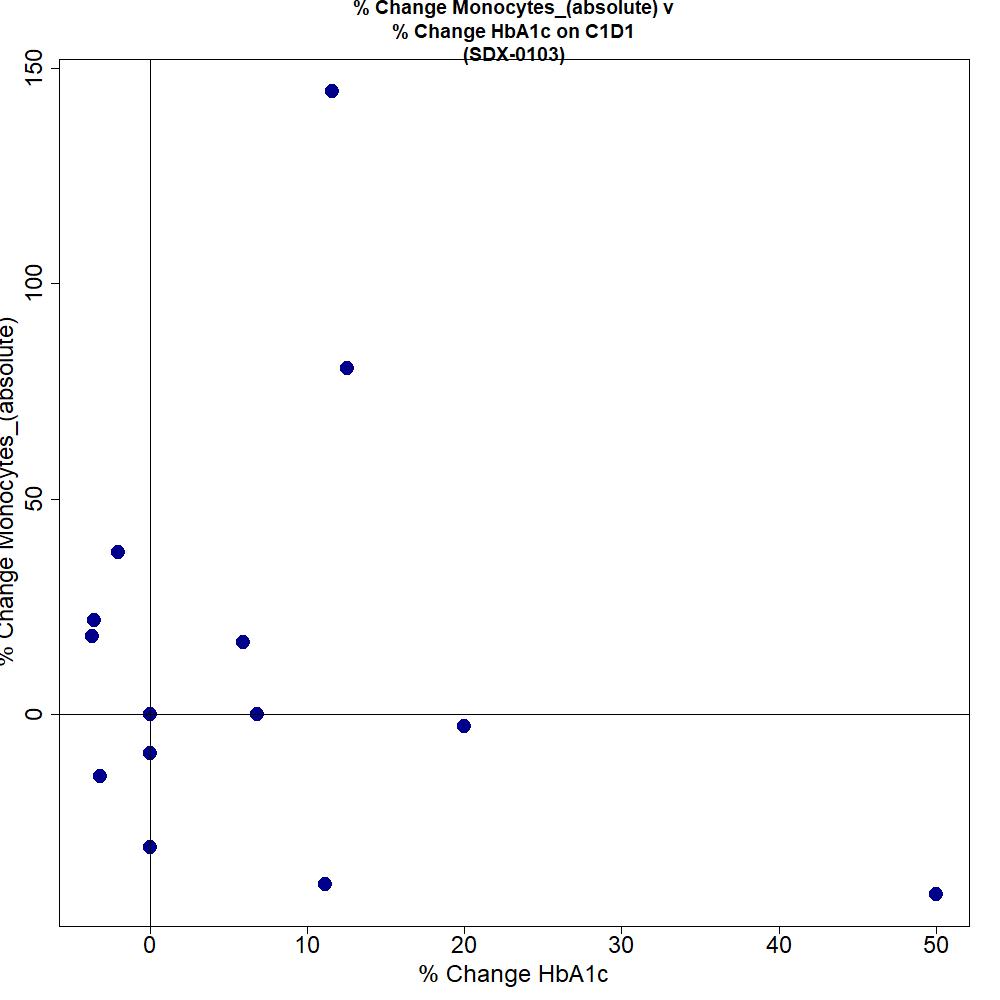 % Change Monocytes_(absolute) v
% Change HbA1c on C1D1
(SDX-0103)
% Change Monocytes_(absolute)
150
100
50
0
0 10 20 30 40 50
% Change HbA1c